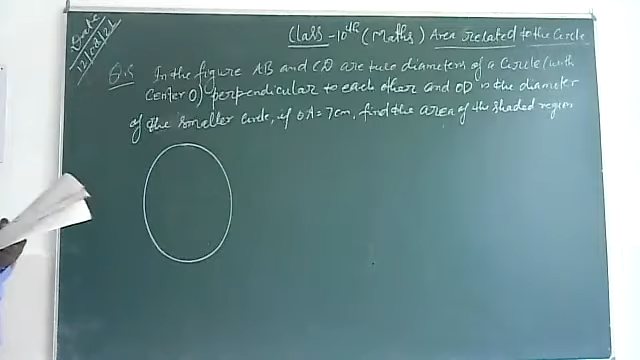 Class - 10th (Maths) Area related to the Circle
Date
12/08/21
Q.5 In the figure AB and CD are two diameters of a Circle (with
Center O) perpendicular to each other and OD is the diameter
of the smaller circle, if OA = 7cm, find the area of the shaded region